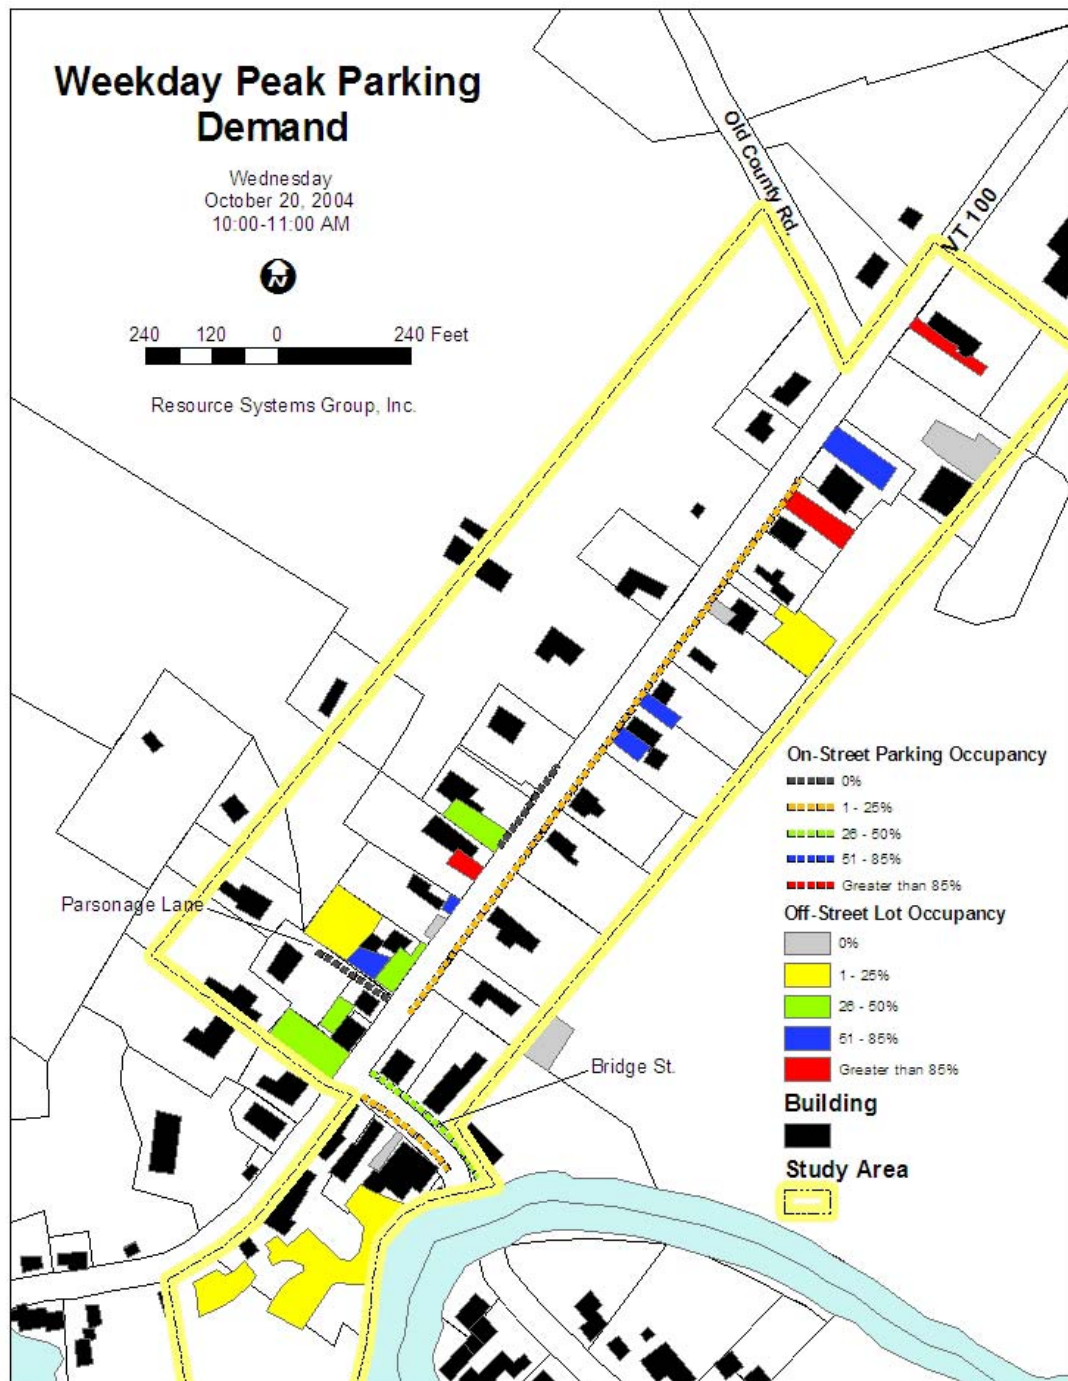 Weekday Peak Parking
Demand
Wednesday
October 20, 2004
10:00-11:00 AM
N
240 120 0 240 Feet
Resource Systems Group, Inc.
Old County Rd.
VT 100
Parsonage Lane
Bridge St.
On-Street Parking Occupancy
0%
1 - 25%
26 - 50%
51 - 85%
Greater than 85%
Off-Street Lot Occupancy
0%
1 - 25%
26 - 50%
51 - 85%
Greater than 85%
Building
Study Area